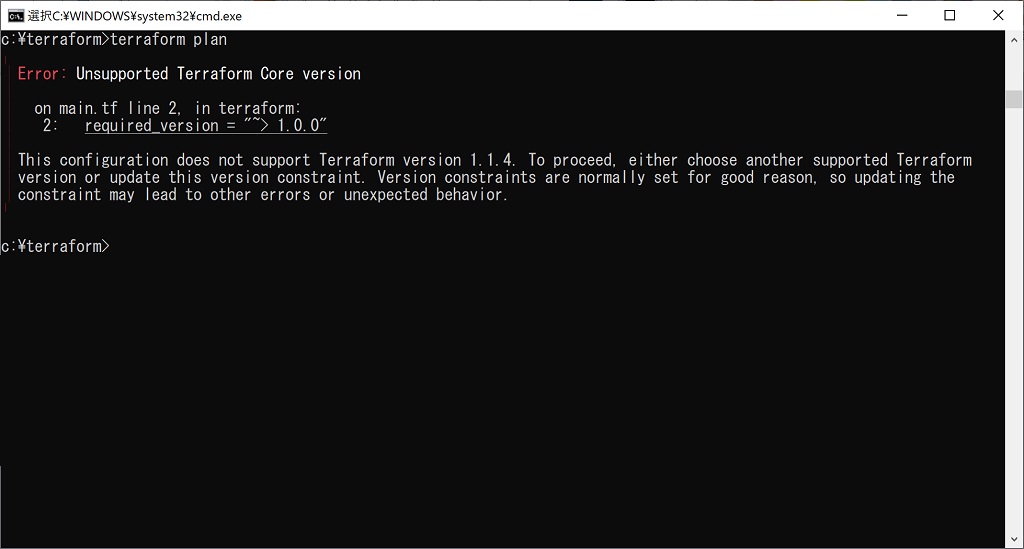 選択C:¥WINDOWS¥system32¥cmd.exe
c:¥terraform>terraform plan
Error: Unsupported Terraform Core version
on main.tf line 2, in terraform:
2: required_version = "~> 1.0.0"
This configuration does not support Terraform version 1.1.4. To proceed, either choose another supported Terraform
version or update this version constraint. Version constraints are normally set for good reason, so updating the
constraint may lead to other errors or unexpected behavior.
c:¥terraform>